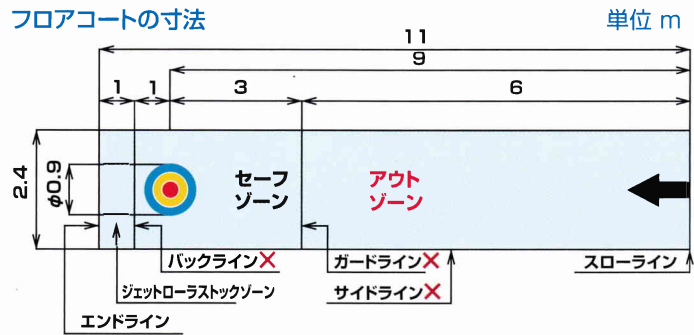 フロアコートの寸法
単位 m
11
9
1
1
3
6
2.4
φ0.9
セーフ
ゾーン
アウト
ゾーン
バックライン×
ガードライン×
スローライン
ジェットローラストックゾーン
サイドライン×
エンドライン